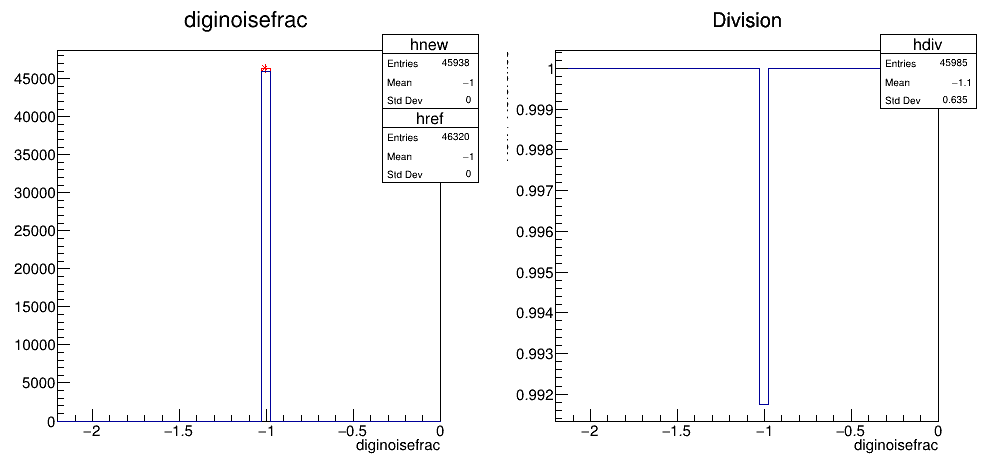 diginoisefrac
hnew
Entries 45938
Mean −1
Std Dev 0
href
Entries 46320
Mean −1
Std Dev 0
45000
40000
35000
30000
25000
20000
15000
10000
5000
0
−2 −1.5 −1 −0.5 0
diginoisefrac
Division
hdiv
Entries 45985
Mean −1.1
Std Dev 0.635
1
0.999
0.998
0.997
0.996
0.995
0.994
0.993
0.992
−2 −1.5 −1 −0.5 0
diginoisefrac